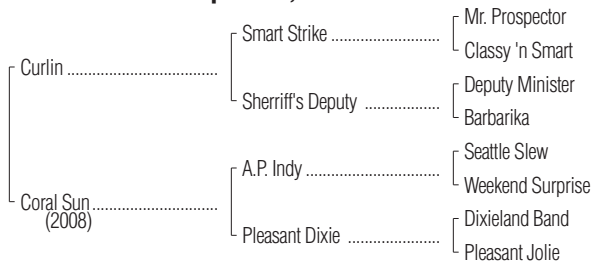 Mr. Prospector
Smart Strike ......................
Classy 'n Smart
Curlin ..............................
Deputy Minister
Sherriff's Deputy ...............
Barbarika
Seattle Slew
A.P. Indy ...........................
Weekend Surprise
Coral Sun.........................
(2008)
Dixieland Band
Pleasant Dixie ..................
Pleasant Jolie